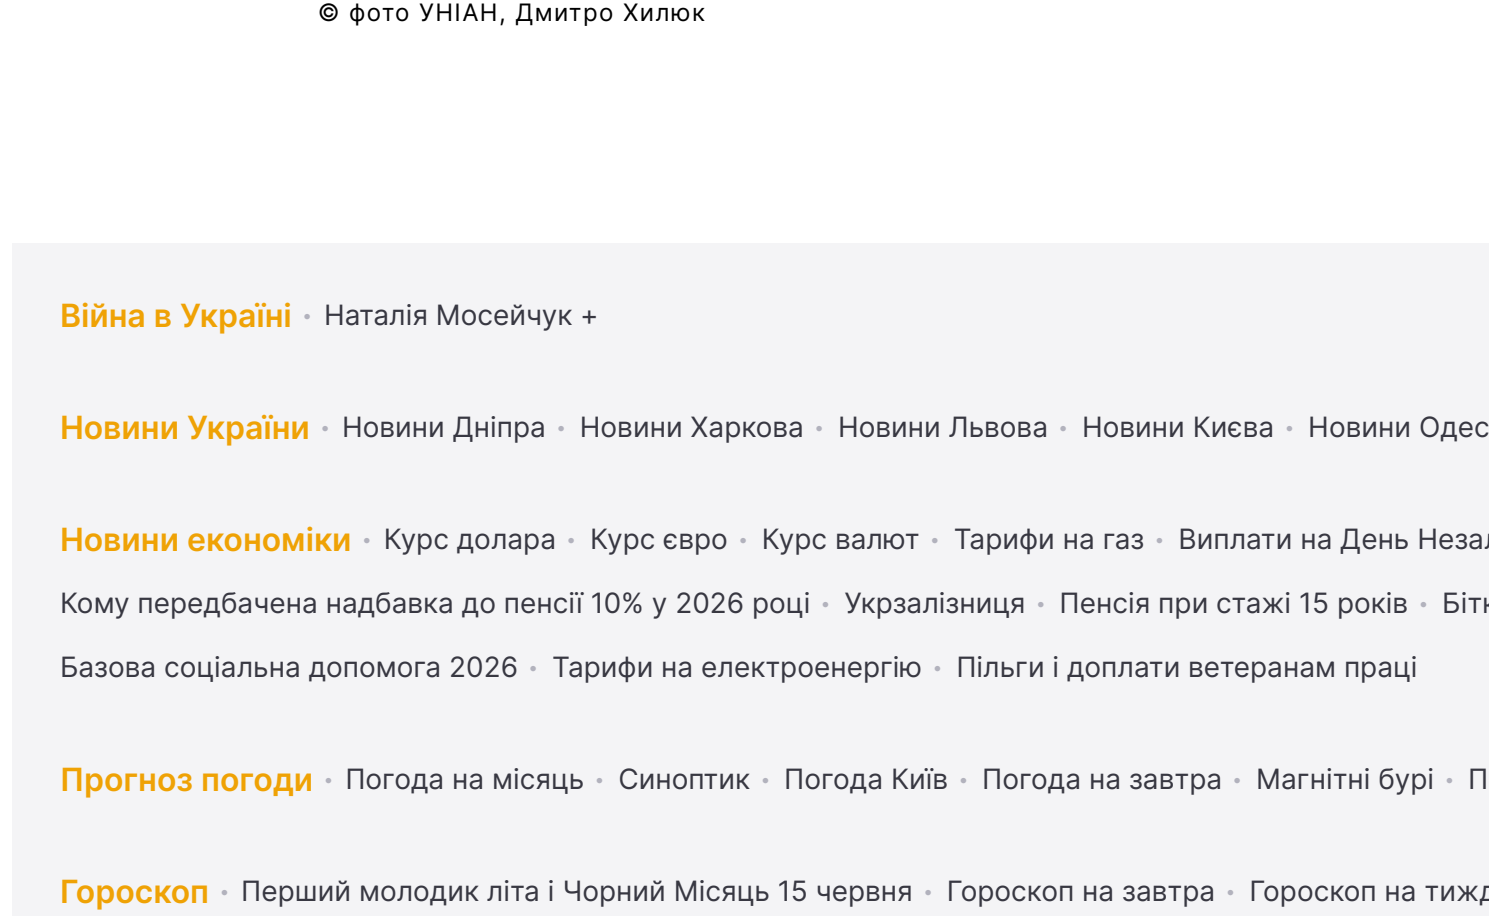 © фото УНІАН, Дмитро Хилюк
Війна в Україні • Наталія Мосейчук +
Новини України • Новини Дніпра • Новини Харкова • Новини Львова • Новини Києва • Новини
Новини економіки • Курс долара • Курс євро • Курс валют • Тарифи на газ • Виплати на День
Кому передбачена надбавка до пенсії 10% у 2026 році • Укрзалізниця • Пенсія при стажі 15 років •
Базова соціальна допомога 2026 • Тарифи на електроенергію • Пільги і доплати ветеранам праці
Прогноз погоди • Погода на місяць • Синоптик • Погода Київ • Погода на завтра • Магнітні бурі •
Гороскоп • Перший молодик літа і Чорний Місяць 15 червня • Гороскоп на завтра • Гороскоп на